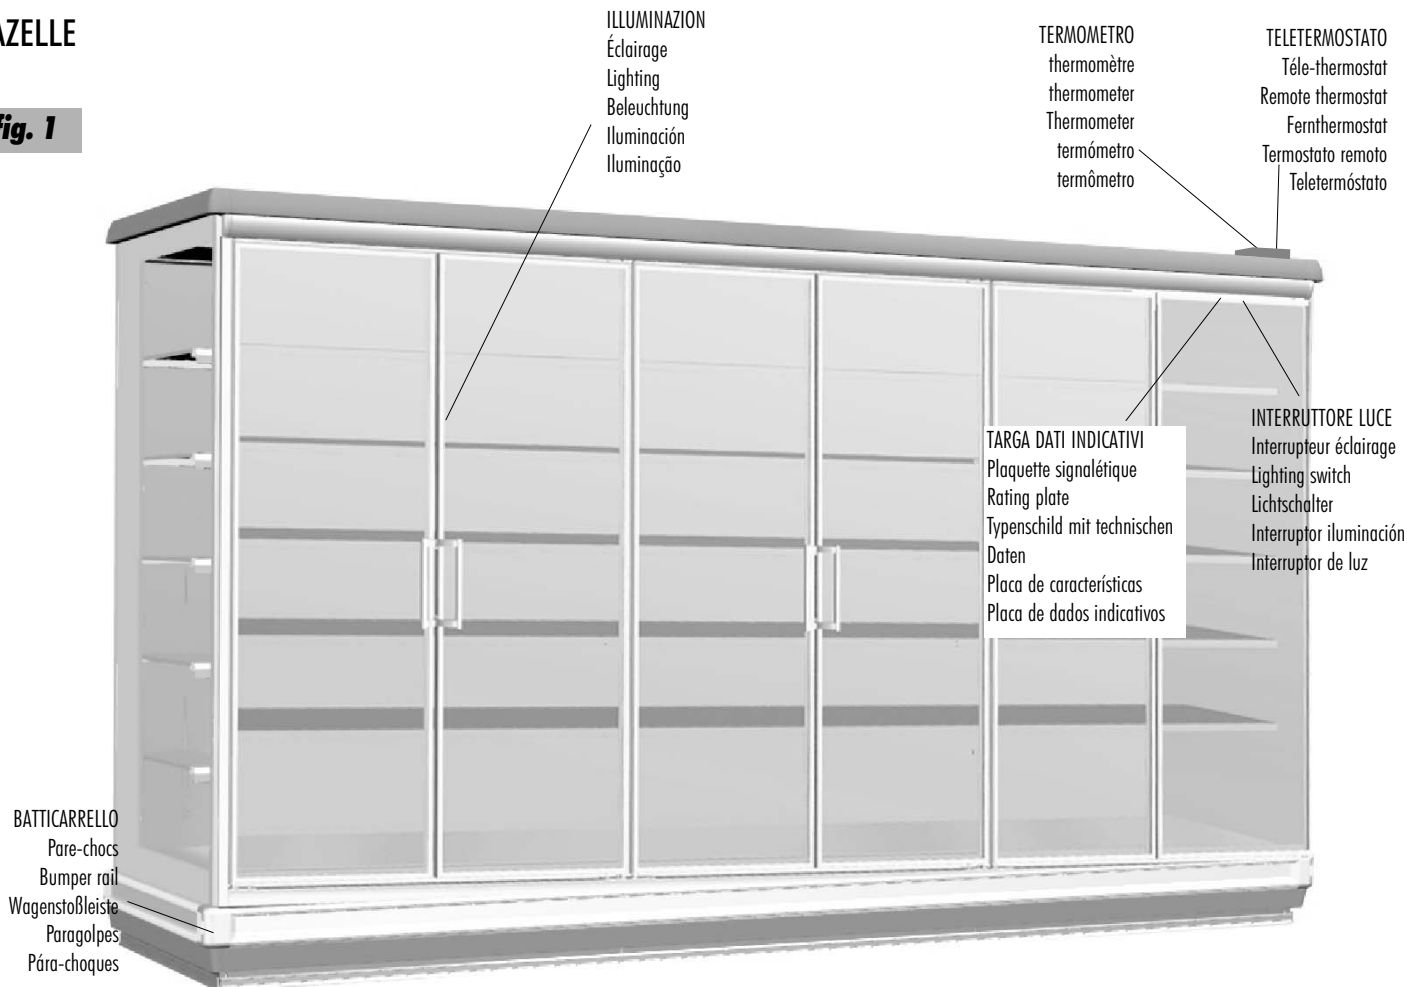 AZELLE
fig. 1
ILLUMINAZION
Éclairage
Lighting
Beleuchtung
Iluminación
Iluminação
TERMOMETRO
thermomètre
thermometer
Thermometer
termómetro
termômetro
TELETERMOSTATO
Téle-thermostat
Remote thermostat
Fernthermostat
Termostato remoto
Teletermóstato
TARGA DATI INDICATIVI
Plaquette signalétique
Rating plate
Typenschild mit technischen
Daten
Placa de características
Placa de dados indicativos
INTERRUTTORE LUCE
Interrupteur éclairage
Lighting switch
Lichtschalter
Interruptor iluminación
Interruptor de luz
BATTICARRELLO
Pare-chocs
Bumper rail
Wagenstoßleiste
Paragolpes
Pára-choques